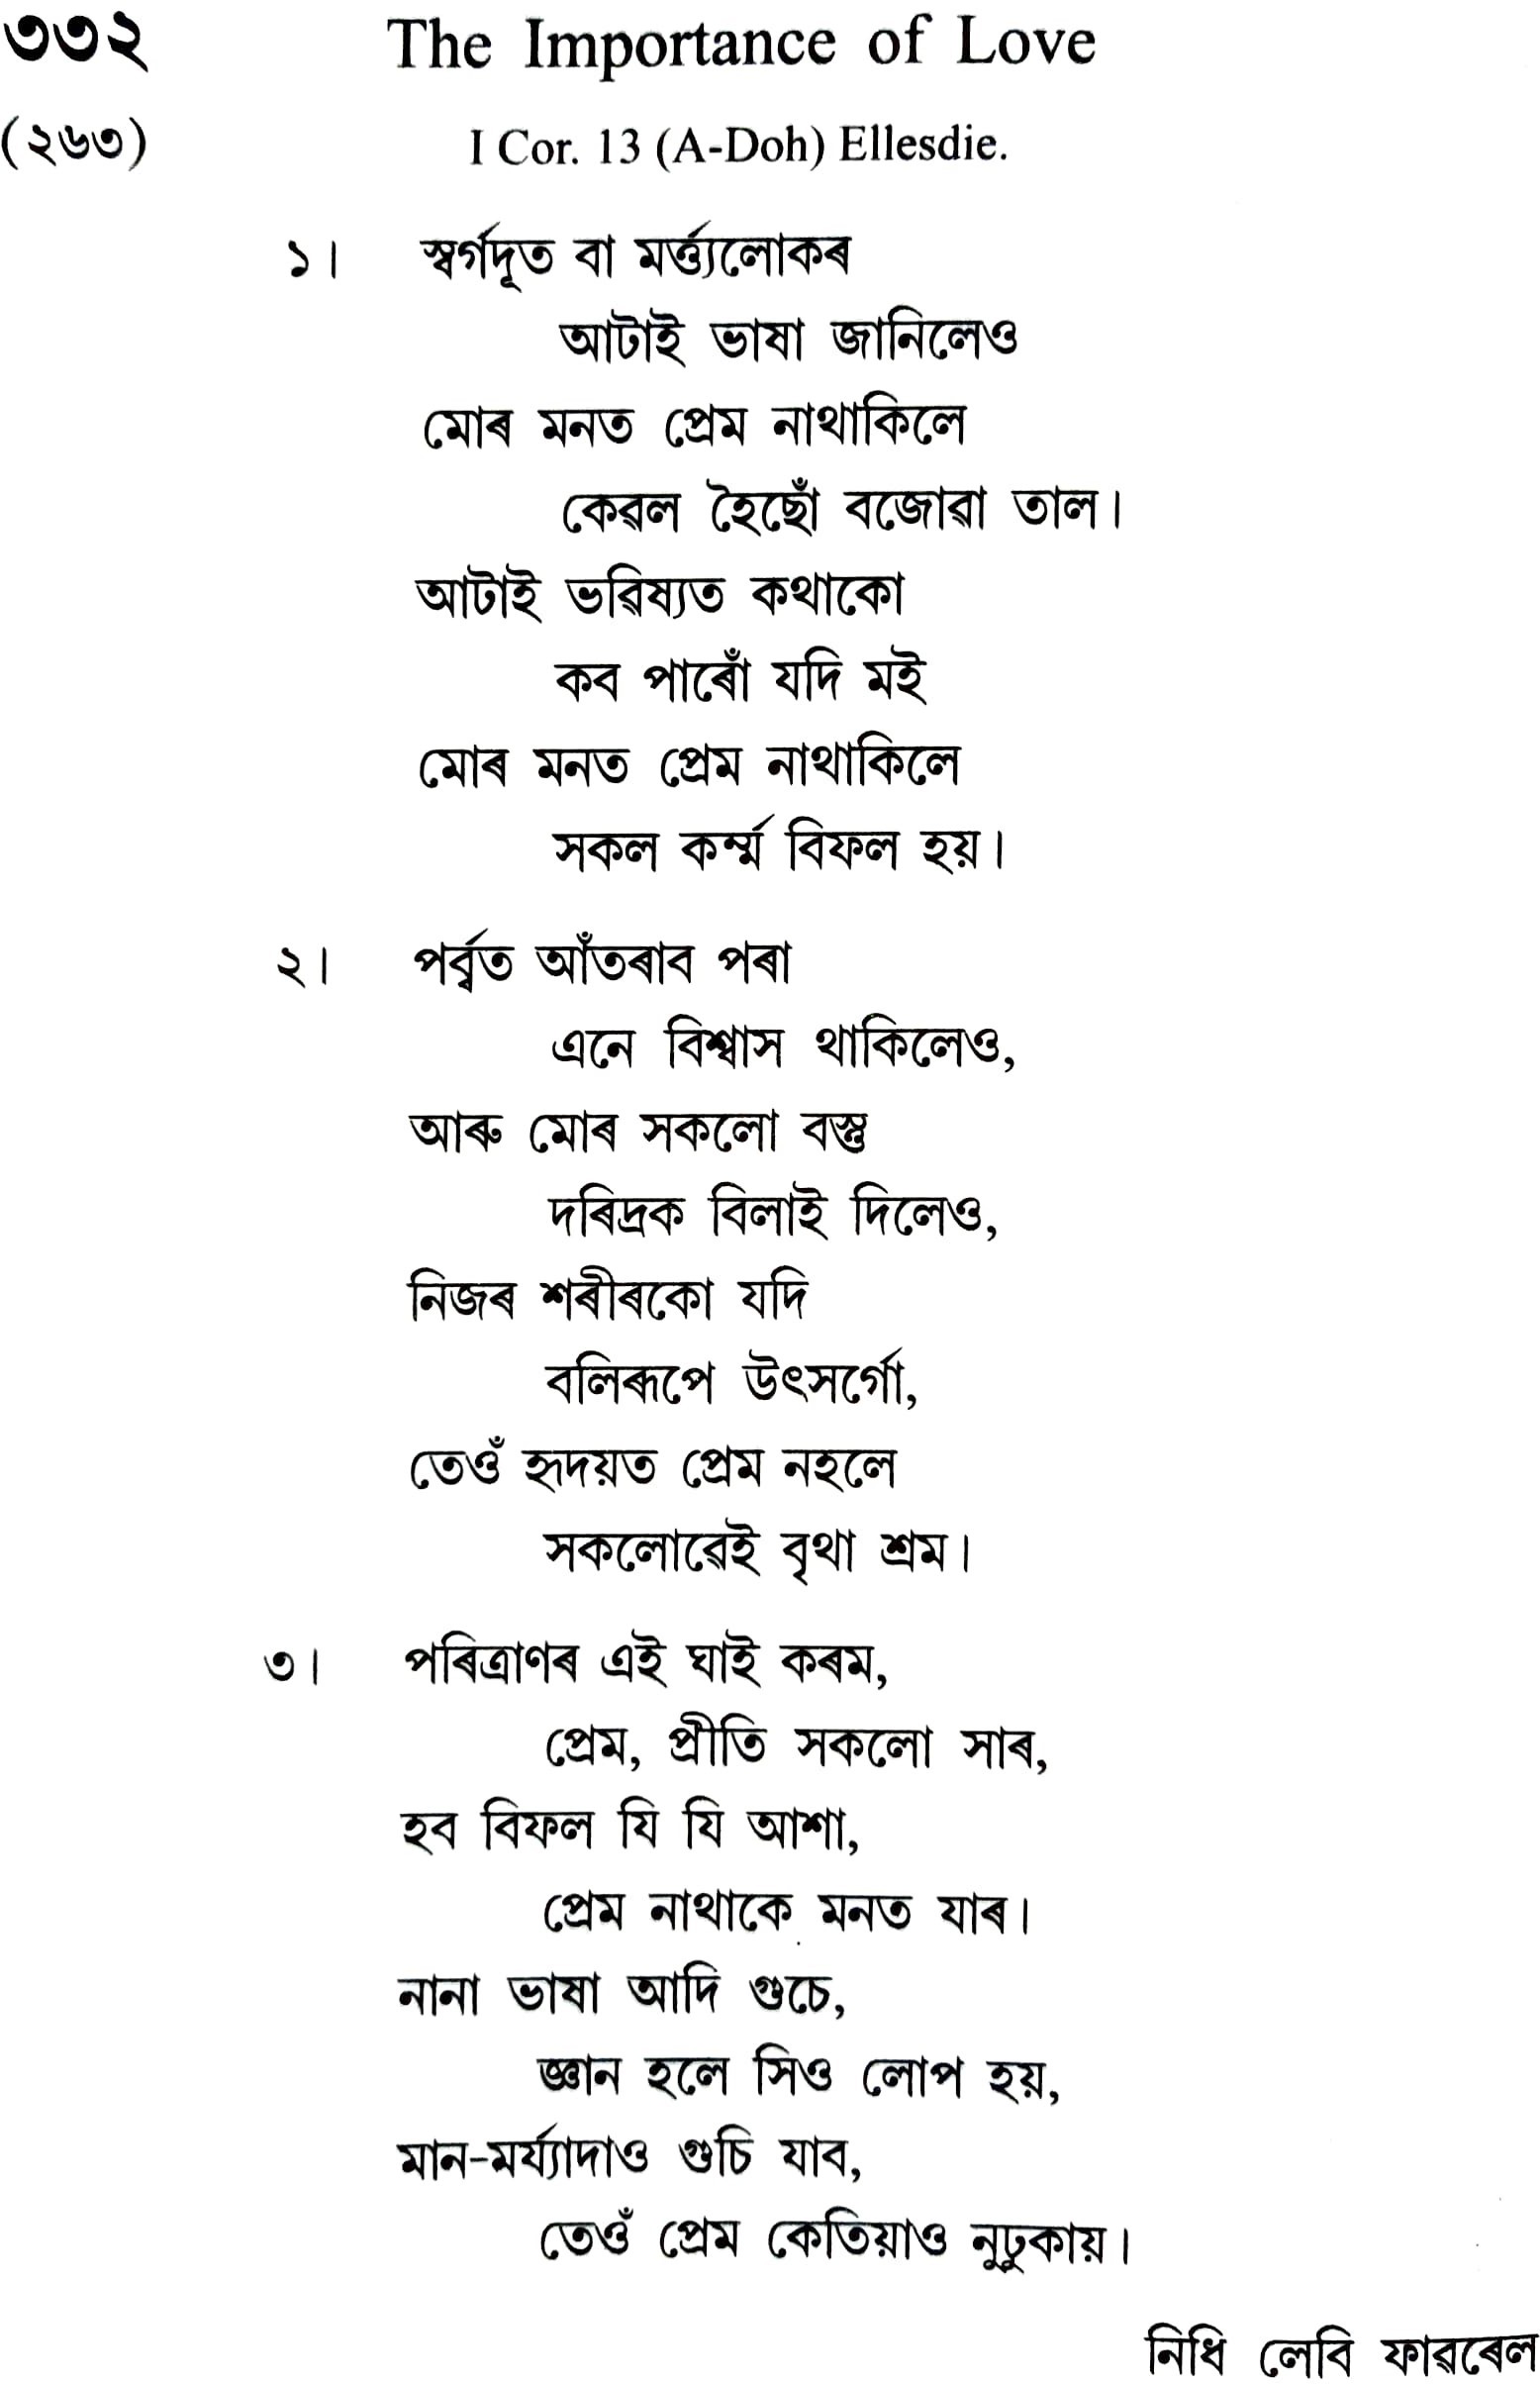 ৩৩২ The Importance of Love
(২৬৩) I Cor. 13 (A-Doh) Ellesdie.
১। স্বৰ্গদূত বা মৰ্ত্ত্যলোকৰ
আটাই ভাষা জানিলেও
মোৰ মনত প্ৰেম নাথাকিলে
কেৱল হৈছোঁ বজোৱা তাল।
আটাই ভৱিষ্যত কথাকো
কব পাৰোঁ যদি মই
মোৰ মনত প্ৰেম নাথাকিলে
সকল কৰ্ম্ম বিফল হয়।
২। পৰ্ব্বত আঁতৰাব পৰা
এনে বিশ্বাস থাকিলেও,
আৰু মোৰ সকলো বস্তু
দৰিদ্ৰক বিলাই দিলেও,
নিজৰ শৰীৰকো যদি
বলিৰূপে উৎসৰ্গো,
তেওঁ হৃদয়ত প্ৰেম নহলে
সকলোৱেই বৃথা শ্ৰম।
৩। পৰিত্ৰাণৰ এই ঘাই কৰম,
প্ৰেম, প্ৰীতি সকলো সাৰ,
হব বিফল যি যি আশা,
প্ৰেম নাথাকে মনত যাৰ।
নানা ভাষা আদি গুচে,
জ্ঞান হলে সিও লোপ হয়,
মান-মৰ্য্যাদাও গুচি যাব,
তেওঁ প্ৰেম কেতিয়াও নুঢুকায়।
নিধি লেবি ফাৱৰেল